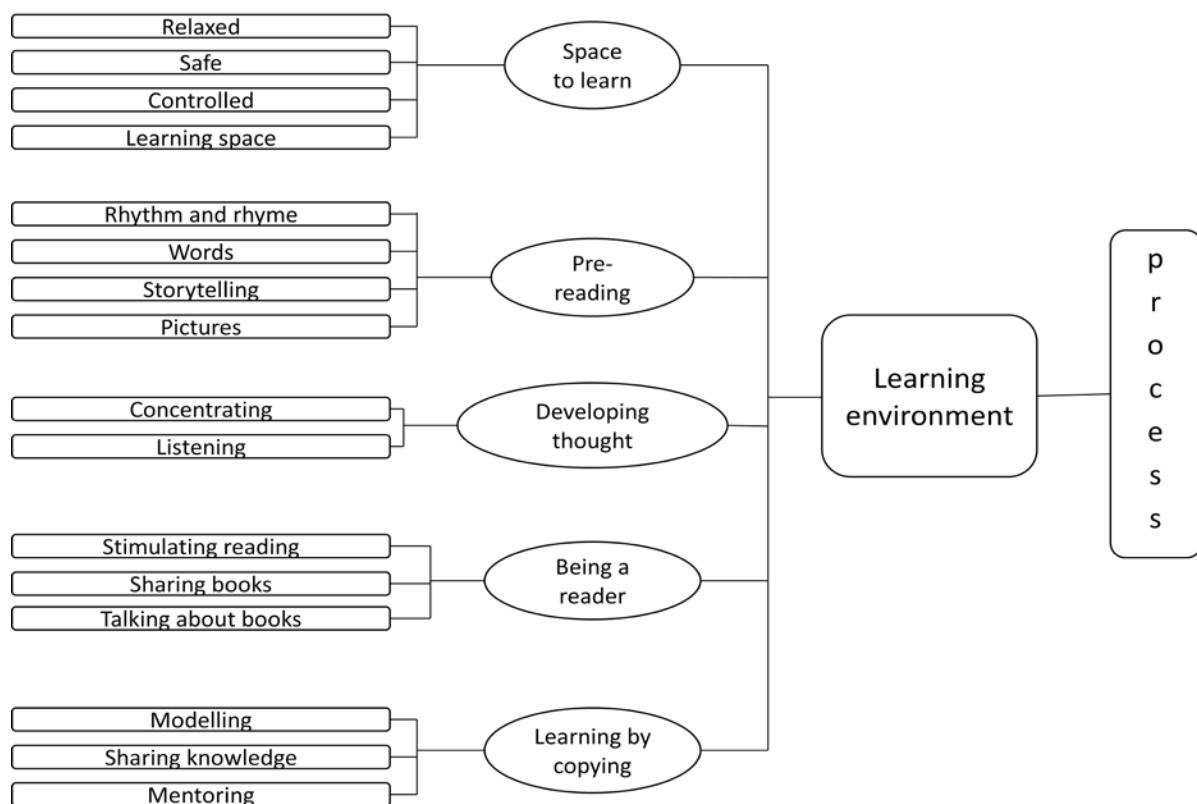 Relaxed
Safe
Controlled
Learning space
Space
to learn
Rhythm and rhyme
Words
Storytelling
Pictures
Pre-
reading
Concentrating
Listening
Developing
thought
Stimulating reading
Sharing books
Talking about books
Being a
reader
Modelling
Sharing knowledge
Mentoring
Learning by
copying
Learning
environment
p
r
o
c
e
s
s